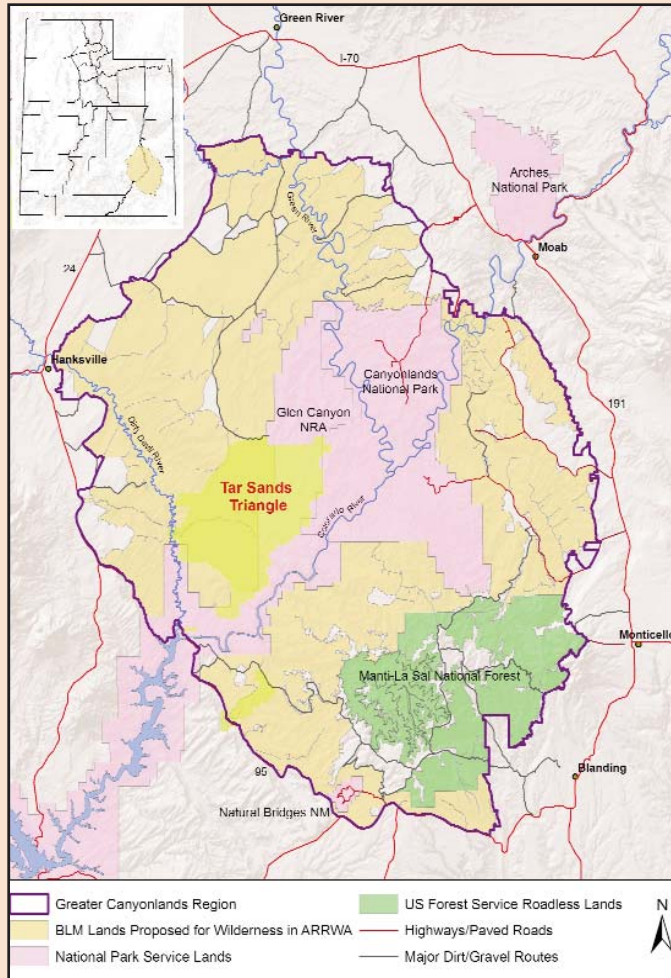 Green River
I-70
Arches
National Park
Green River
Moab
24
Hanksville
Canyonlands
National Park
191
Glen Canyon
NRA
Dirty Devil River
Tar Sands
Triangle
Colorado River
Monticello
Manti-La Sal National Forest
95
Blanding
Natural Bridges NM
Greater Canyonlands Region
BLM Lands Proposed for Wilderness in ARRWA
National Park Service Lands
US Forest Service Roadless Lands
Highways/Paved Roads
Major Dirt/Gravel Routes
N